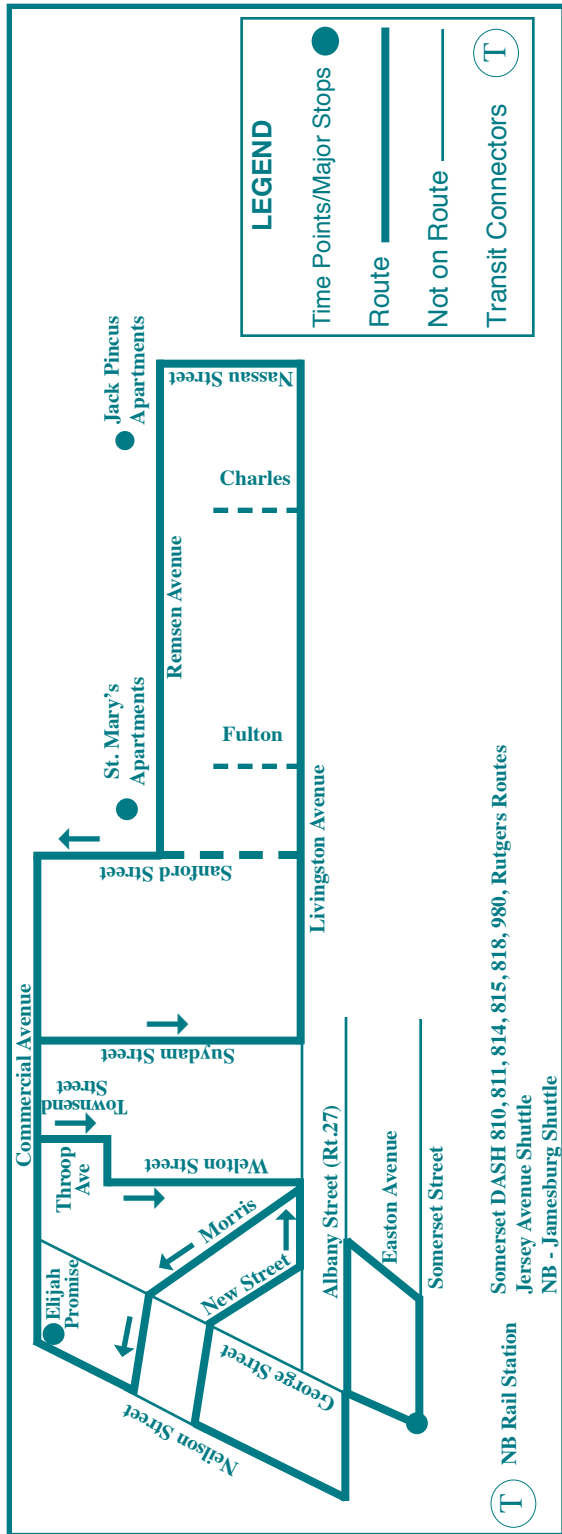 LEGEND
Time Points/Major Stops
Route
Not on Route
Transit Connectors
T
Jack Pincus
Apartments
Nassau Street
Charles
Remsen Avenue
St. Mary's
Apartments
Fulton
Sanford Street
Livingston Avenue
Commercial Avenue
Suydam Street
Townsend
Street
Throop
Ave
Welton Street
Morris
New Street
Elijah
Promise
Neilson Street
George Street
Albany Street (Rt.27)
Easton Avenue
Somerset Street
T
NB Rail Station
Somerset DASH 810, 811, 814, 815, 818, 980, Rutgers Routes
Jersey Avenue Shuttle
NB - Jamesburg Shuttle